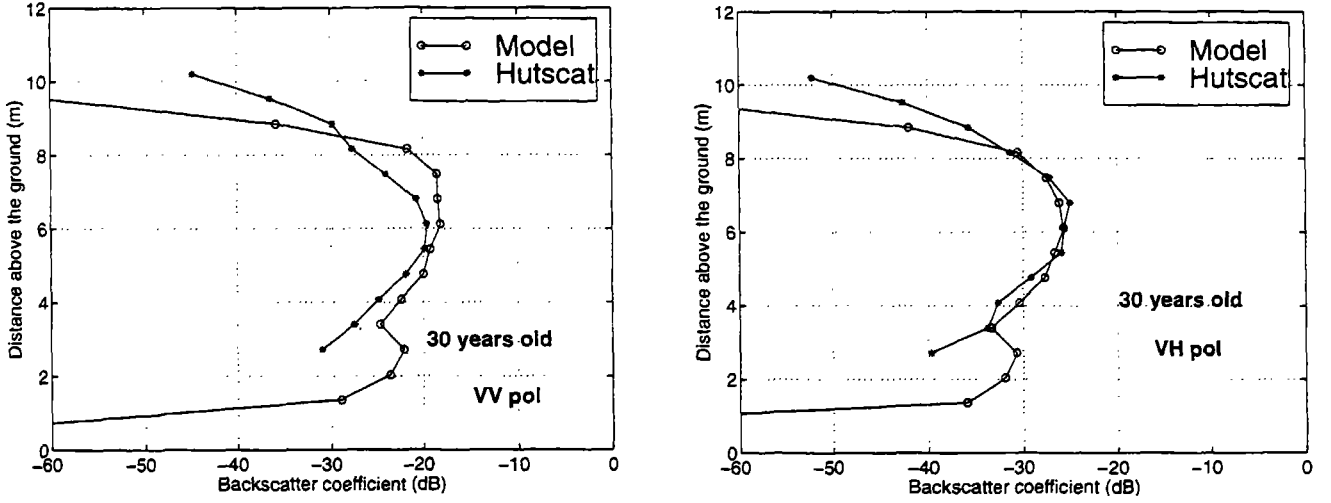 12
10
8
6
4
2
0
Distance above the ground (m)
Model
Hutscat
30 years old
VV pol
−60
−50
−40
−30
−20
−10
0
Backscatter coefficient (dB)
12
10
8
6
4
2
0
Distance above the ground (m)
Model
Hutscat
30 years old
VH pol
−60
−50
−40
−30
−20
−10
0
Backscatter coefficient (dB)